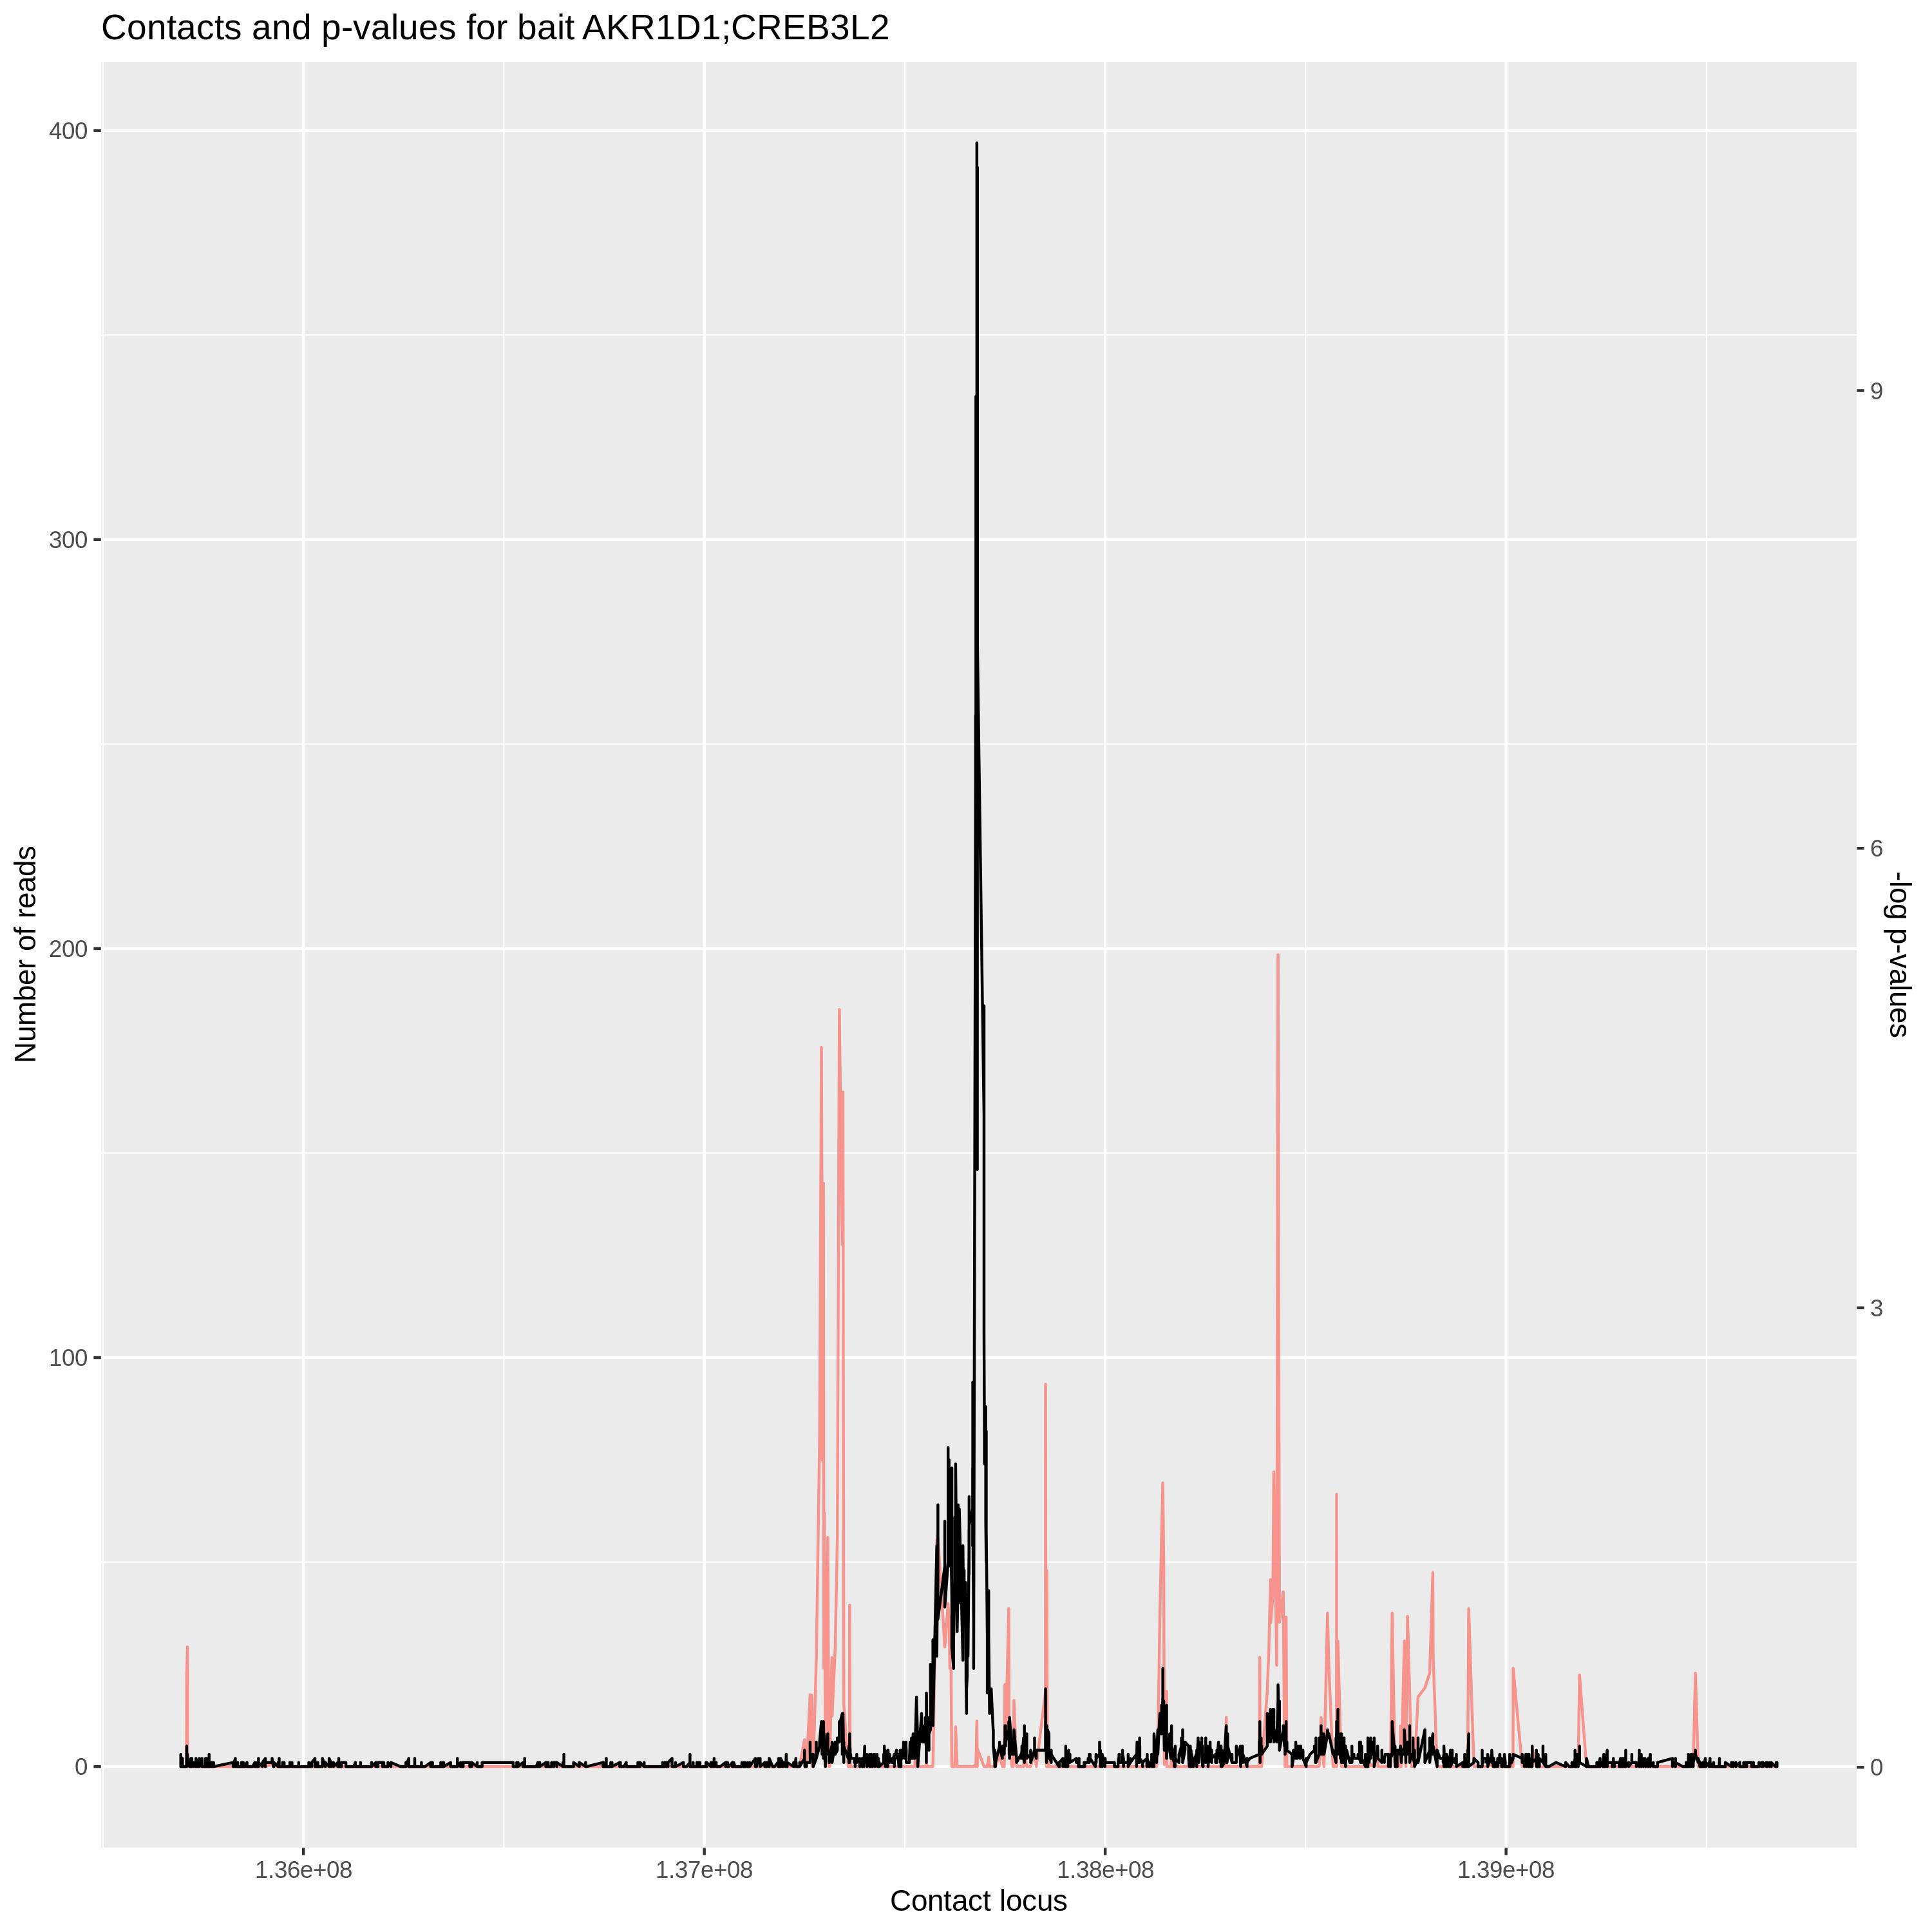 Contacts and p-values for bait AKR1D1;CREB3L2
400
300
200
100
0
Number of reads
9
6
3
0
-log p-values
1.36e+08
1.37e+08
1.38e+08
1.39e+08
Contact locus